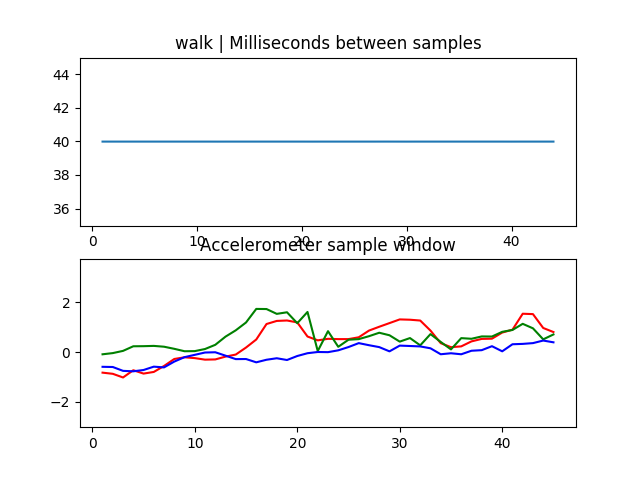 walk | Milliseconds between samples
44
42
40
38
36
0 10 20 30 40
Accelerometer sample window
2
0
−2
0 10 20 30 40